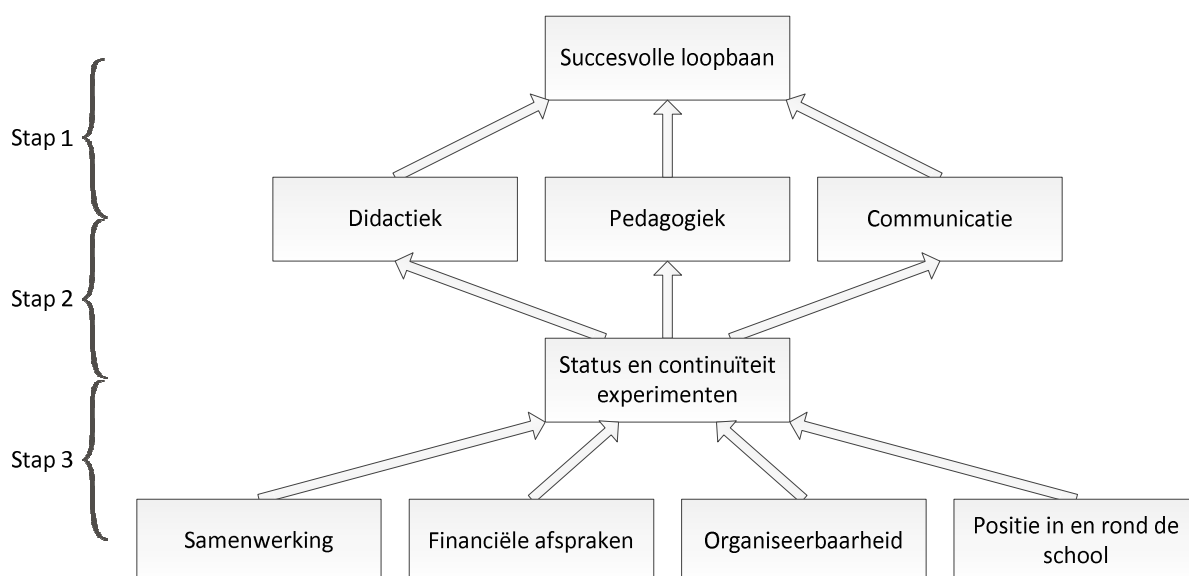 Succesvolle loopbaan
Stap 1
Didactiek
Pedagogiek
Communicatie
Stap 2
Status en continuïteit
experimenten
Stap 3
Samenwerking
Financiële afspraken
Organiseerbaarheid
Positie in en rond de
school